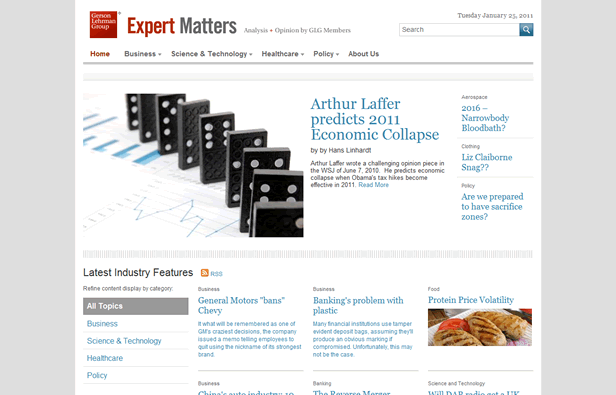 Gerson
Lehrman
Group
Expert Matters
Analysis + Opinion by GLG Members
Tuesday January 25, 2011
Search
Home
Business
Science & Technology
Healthcare
Policy
About Us
Arthur Laffer
predicts 2011
Economic Collapse
by by Hans Linhardt
Arthur Laffer wrote a challenging opinion piece in
the WSJ of June 7, 2010. He predicts economic
collapse when Obama's tax hikes become
effective in 2011. Read More
Aerospace
2016 –
Narrowbody
Bloodbath?
Clothing
Liz Claiborne
Snag??
Policy
Are we prepared
to have sacrifice
zones?
Latest Industry Features
RSS
Refine content display by category:
All Topics
Business
Science & Technology
Healthcare
Policy
Business
General Motors "bans"
Chevy
It what will be remembered as one of
GM's crapest decisions, the company
issued a memo telling employees to
quit using the nickname of its strongest
brand.
Business
Banking's problem with
plastic
Many financial institutions use tamper
evident deposit bags, assuming they'll
produce an obvious marking if
compromised. Unfortunately, this may
not be the case.
Food
Protein Price Volatility
Business
China's auto industry: 10
Banking
The Reverse Merger
Science and Technology
Will DAB radio get a UK